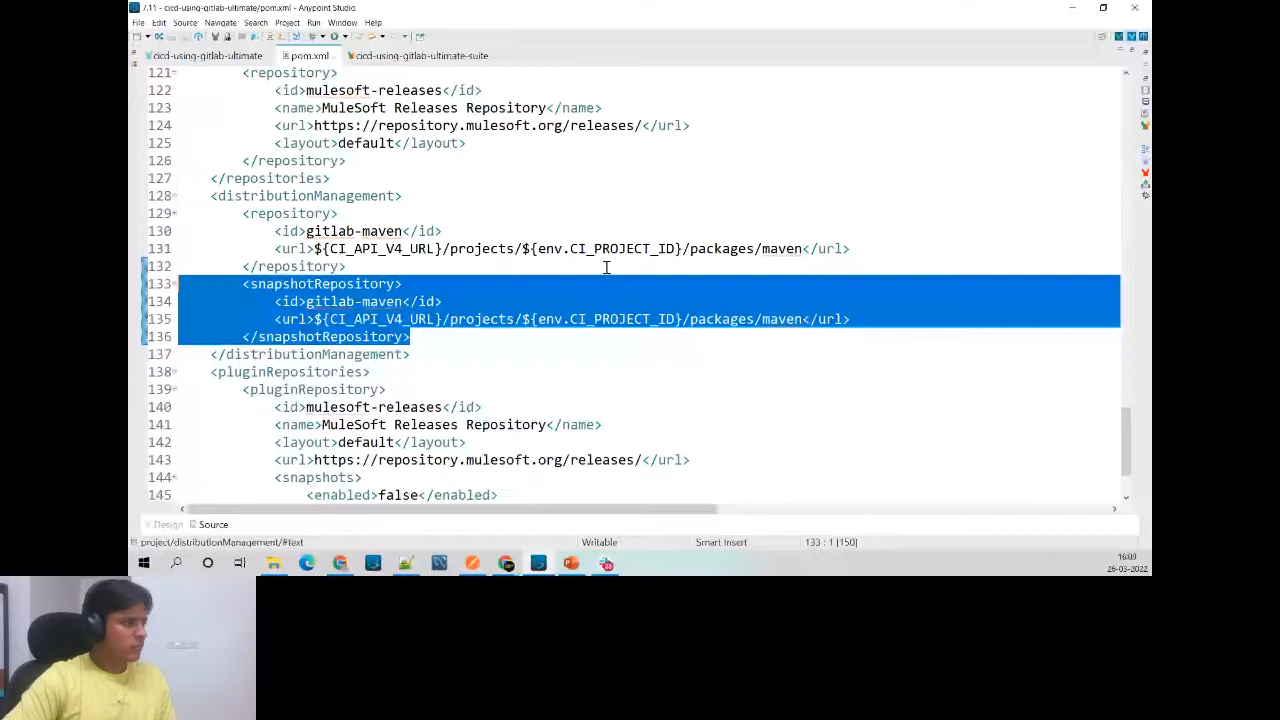 7.11 - cicd-using-gitlab-ultimate/pom.xml - Anypoint Studio
File Edit Source Navigate Search Project Run Window Help
cicd-using-gitlab-ultimate pom.xml cicd-using-gitlab-ultimate-suite
121 <repository>
122 <id>mulesoft-releases</id>
123 <name>MuleSoft Releases Repository</name>
124 <url>https://repository.mulesoft.org/releases/</url>
125 <layout>default</layout>
126 </repository>
127 </repositories>
128 <distributionManagement>
129 <repository>
130 <id>gitlab-maven</id>
131 <url>${CI_API_V4_URL}/projects/${env.CI_PROJECT_ID}/packages/maven</url>
132 </repository>
133 <snapshotRepository>
134 <id>gitlab-maven</id>
135 <url>${CI_API_V4_URL}/projects/${env.CI_PROJECT_ID}/packages/maven</url>
136 </snapshotRepository>
137 </distributionManagement>
138 <pluginRepositories>
139 <pluginRepository>
140 <id>mulesoft-releases</id>
141 <name>MuleSoft Releases Repository</name>
142 <layout>default</layout>
143 <url>https://repository.mulesoft.org/releases/</url>
144 <snapshots>
145 <enabled>false</enabled>
Design Source
project/distributionManagement/#text Writable Smart Insert 133 : 1 [150]
16:09
26-03-2022